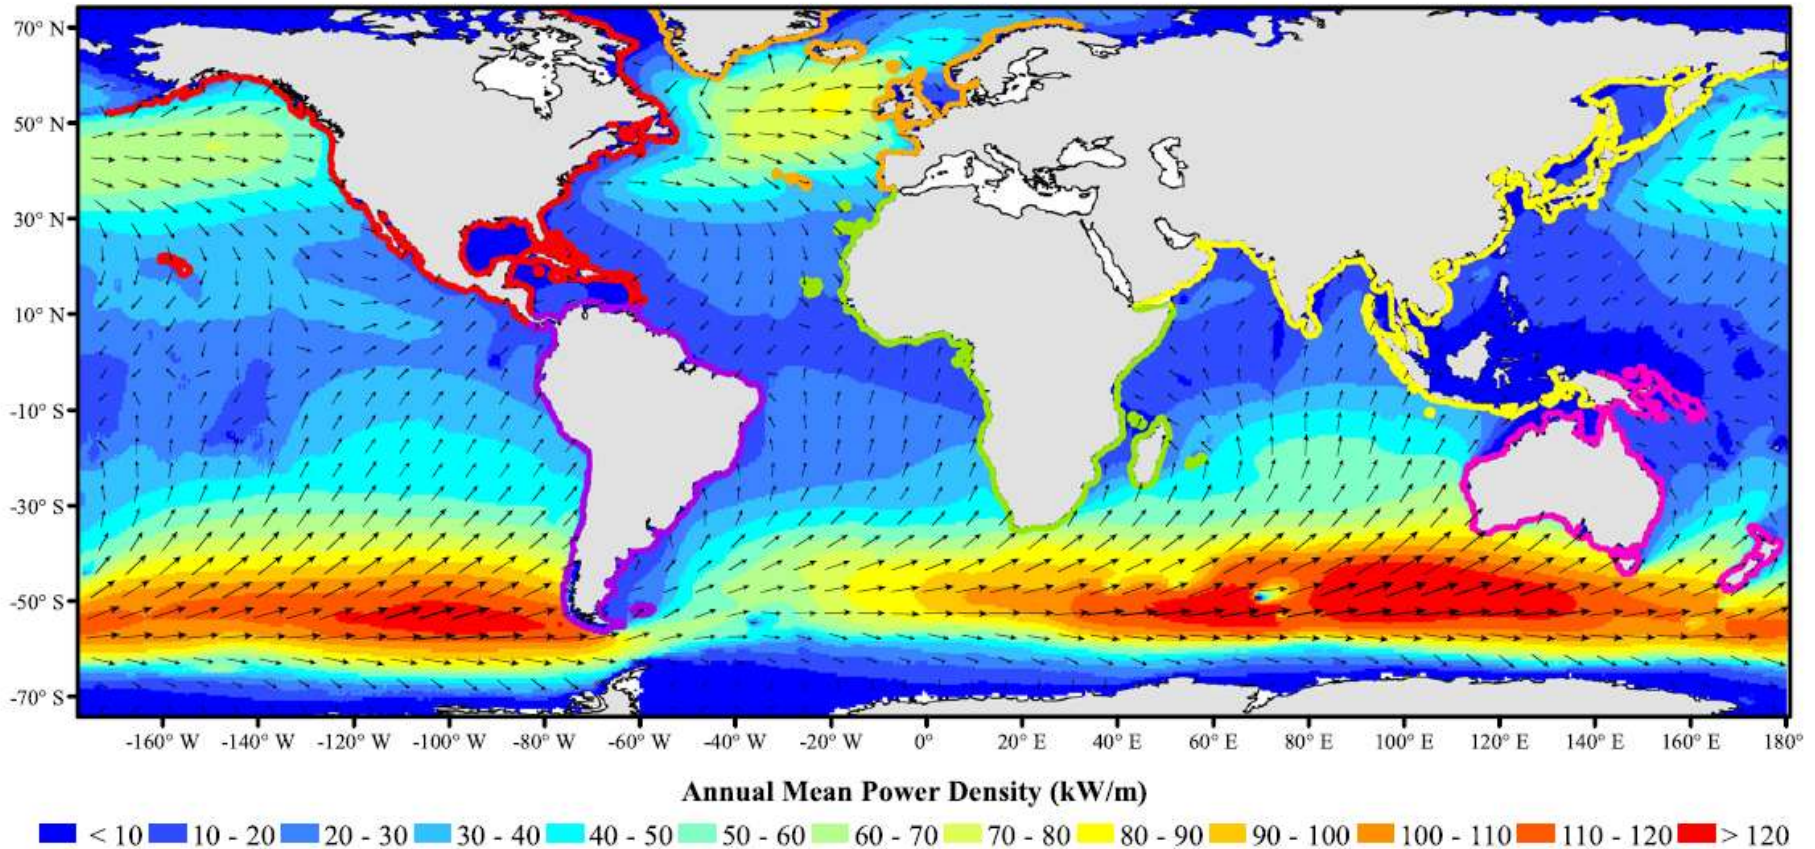 70° N
50° N
30° N
10° N
-10° S
-30° S
-50° S
-70° S
-160° W -140° W -120° W -100° W -80° W -60° W -40° W -20° W 0° 20° E 40° E 60° E 80° E 100° E 120° E 140° E 160° E 180°
Annual Mean Power Density (kW/m)
< 10 10 - 20 20 - 30 30 - 40 40 - 50 50 - 60 60 - 70 70 - 80 80 - 90 90 - 100 100 - 110 110 - 120 > 120